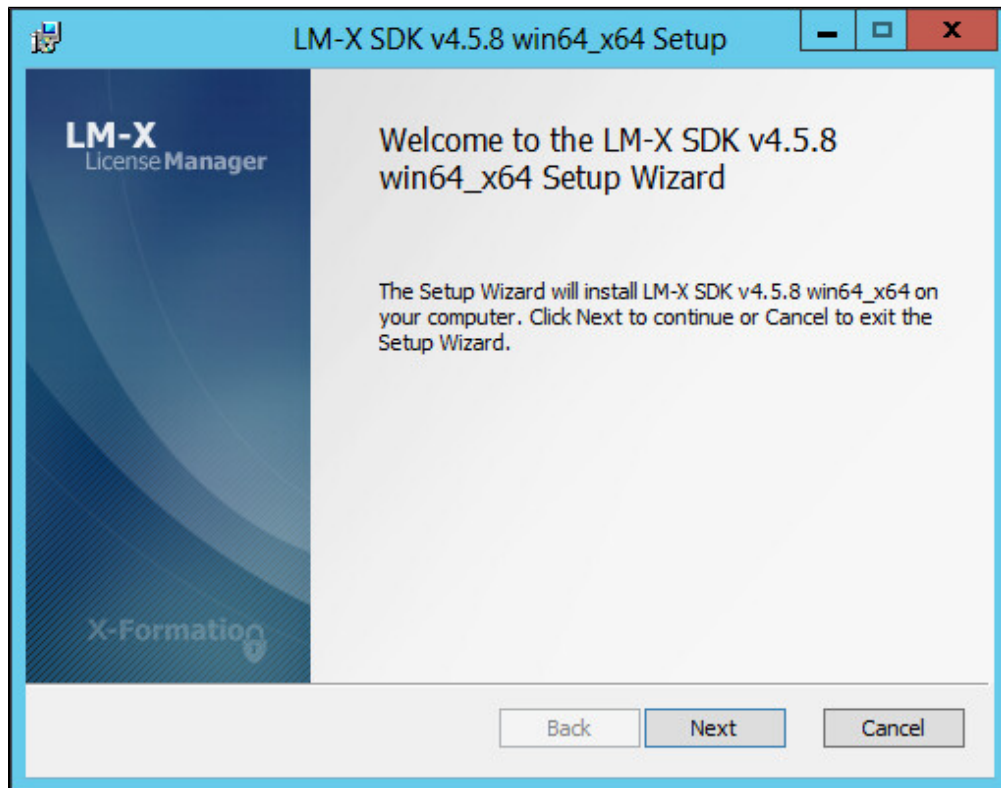 LM-X SDK v4.5.8 win64_x64 Setup
LM-X
License Manager
Welcome to the LM-X SDK v4.5.8
win64_x64 Setup Wizard
The Setup Wizard will install LM-X SDK v4.5.8 win64_x64 on
your computer. Click Next to continue or Cancel to exit the
Setup Wizard.
X-Formation
Back
Next
Cancel